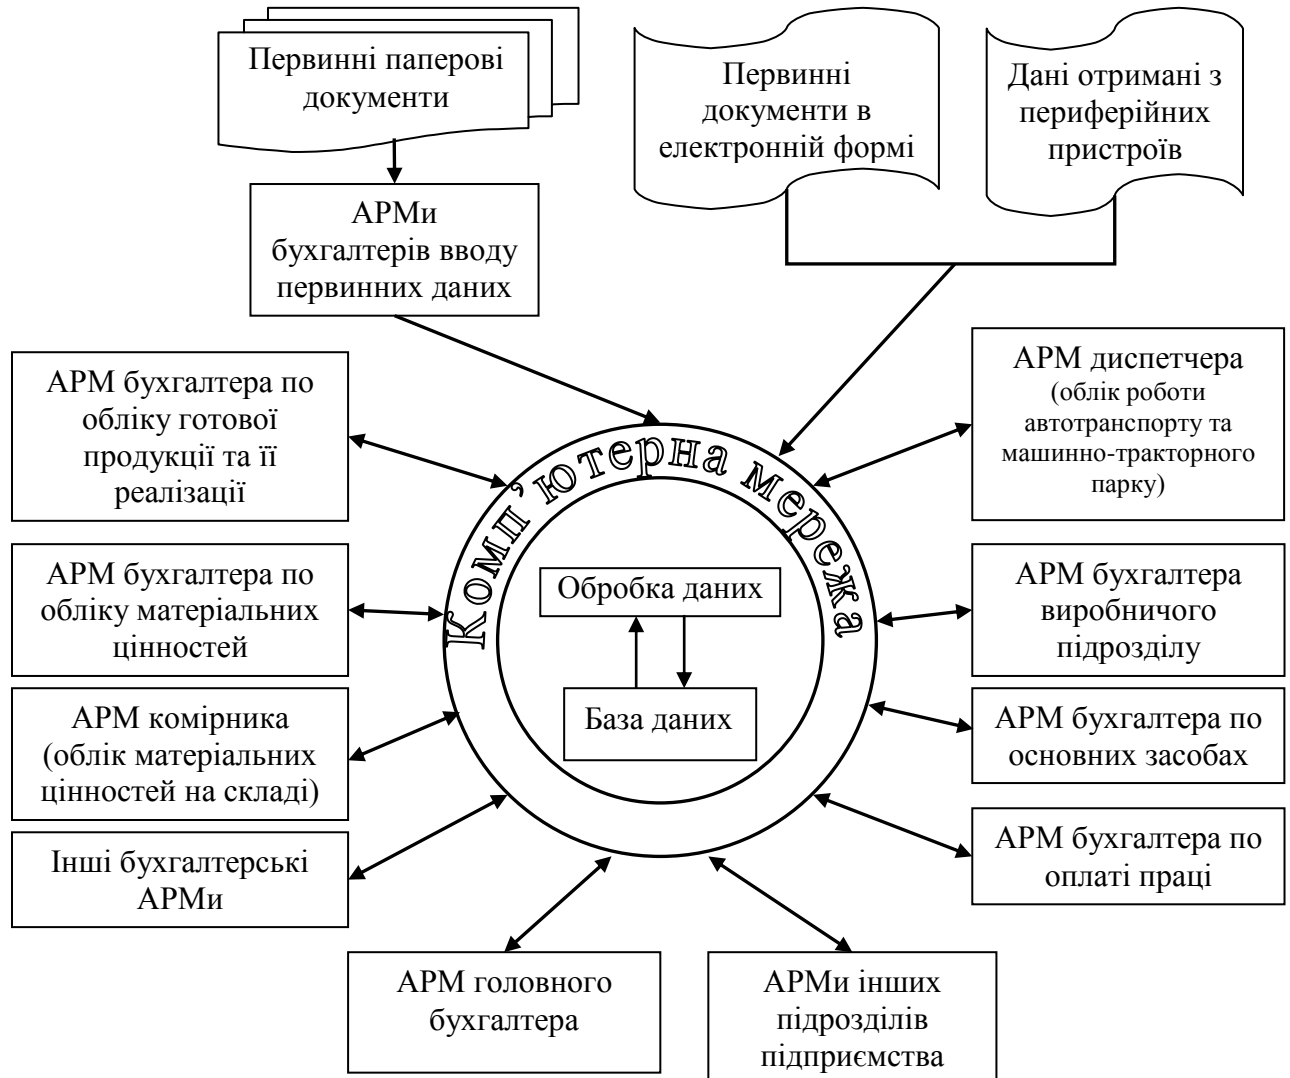 Первинні паперові
документи
Первинні
документи в
електронній формі
Дані отримані з
периферійних
пристроїв
АРМи
бухгалтерів вводу
первинних даних
АРМ бухгалтера по
обліку готової
продукції та її
реалізації
АРМ диспетчера
(облік роботи
автотранспорту та
машинно-тракторного
парку)
Комп’ютерна мережа
АРМ бухгалтера по
обліку матеріальних
цінностей
Обробка даних
База даних
АРМ бухгалтера
виробничого
підрозділу
АРМ комірника
(облік матеріальних
цінностей на складі)
АРМ бухгалтера по
основних засобах
Інші бухгалтерські
АРМи
АРМ бухгалтера по
оплаті праці
АРМ головного
бухгалтера
АРМи інших
підрозділів
підприємства